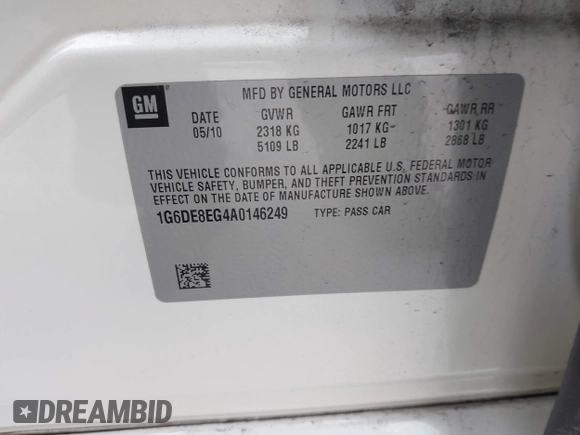 GM
MFD BY GENERAL MOTORS LLC
DATE GVWR GAWR FRT GAWR RR
05/10 2318 KG 1017 KG 1301 KG
5109 LB 2241 LB 2868 LB
THIS VEHICLE CONFORMS TO ALL APPLICABLE U.S. FEDERAL MOTOR
VEHICLE SAFETY, BUMPER, AND THEFT PREVENTION STANDARDS IN
EFFECT ON THE DATE OF MANUFACTURE SHOWN ABOVE.
1G6DE8EG4A0146249 TYPE: PASS CAR
DREAMBID